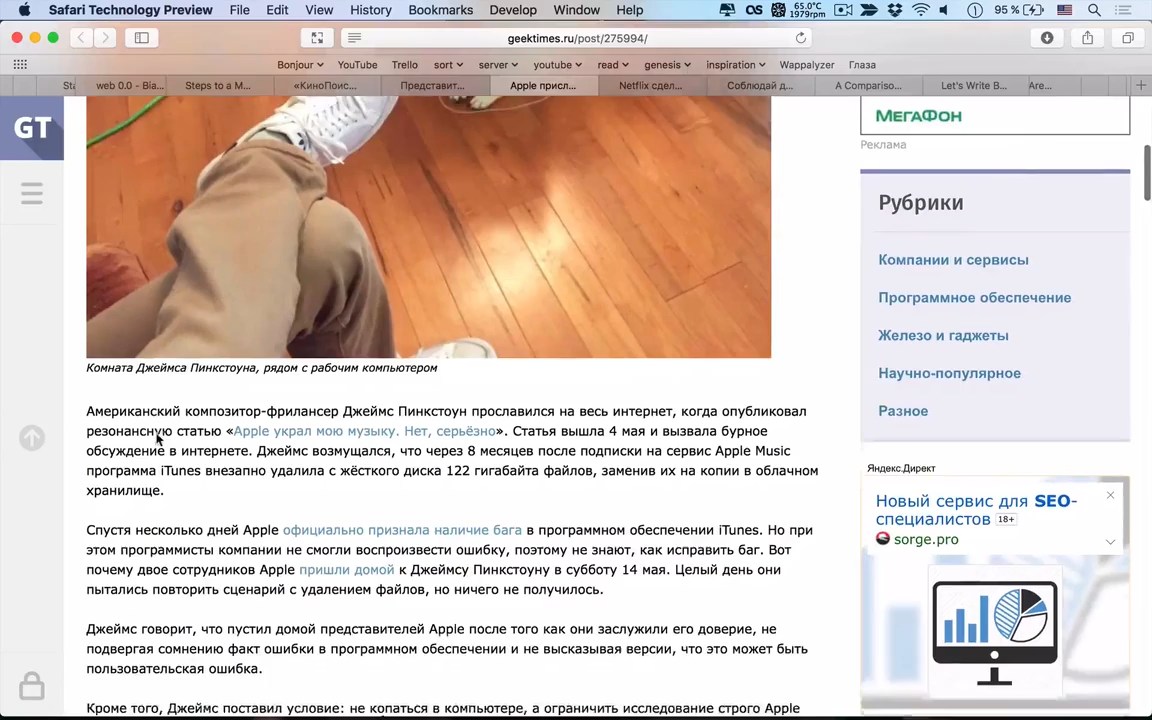 Safari Technology Preview File Edit View History Bookmarks Develop Window Help
65.0°C
1979rpm
95 %
geektimes.ru/post/275994/
Bonjour YouTube Trello sort server youtube read genesis inspiration Wappalyzer Глаза
Sta web 0.0 - Bia... Steps to a M... «КиноПоис... Представит... Apple присл... Netflix сдел... Соблюдай д... A Compariso... Let's Write B... Are...
GT
МЕГАФОН
Реклама
Рубрики
Компании и сервисы
Программное обеспечение
Железо и гаджеты
Научно-популярное
Разное
Комната Джеймса Пинкстоуна, рядом с рабочим компьютером
Американский композитор-фрилансер Джеймс Пинкстоун прославился на весь интернет, когда опубликовал
резонансную статью «Apple украл мою музыку. Нет, серьёзно». Статья вышла 4 мая и вызвала бурное
обсуждение в интернете. Джеймс возмущался, что через 8 месяцев после подписки на сервис Apple Music
программа iTunes внезапно удалила с жёсткого диска 122 гигабайта файлов, заменив их на копии в облачном
хранилище.
Спустя несколько дней Apple официально признала наличие бага в программном обеспечении iTunes. Но при
этом программисты компании не смогли воспроизвести ошибку, поэтому не знают, как исправить баг. Вот
почему двое сотрудников Apple пришли домой к Джеймсу Пинкстоуну в субботу 14 мая. Целый день они
пытались повторить сценарий с удалением файлов, но ничего не получилось.
Джеймс говорит, что пустил домой представителей Apple после того как они заслужили его доверие, не
подвергая сомнению факт ошибки в программном обеспечении и не высказывая версии, что это может быть
пользовательская ошибка.
Кроме того, Джеймс поставил условие: не копаться в компьютере, а ограничить исследование строго Apple
Яндекс.Директ
Новый сервис для SEO-
специалистов 18+
sorge.pro